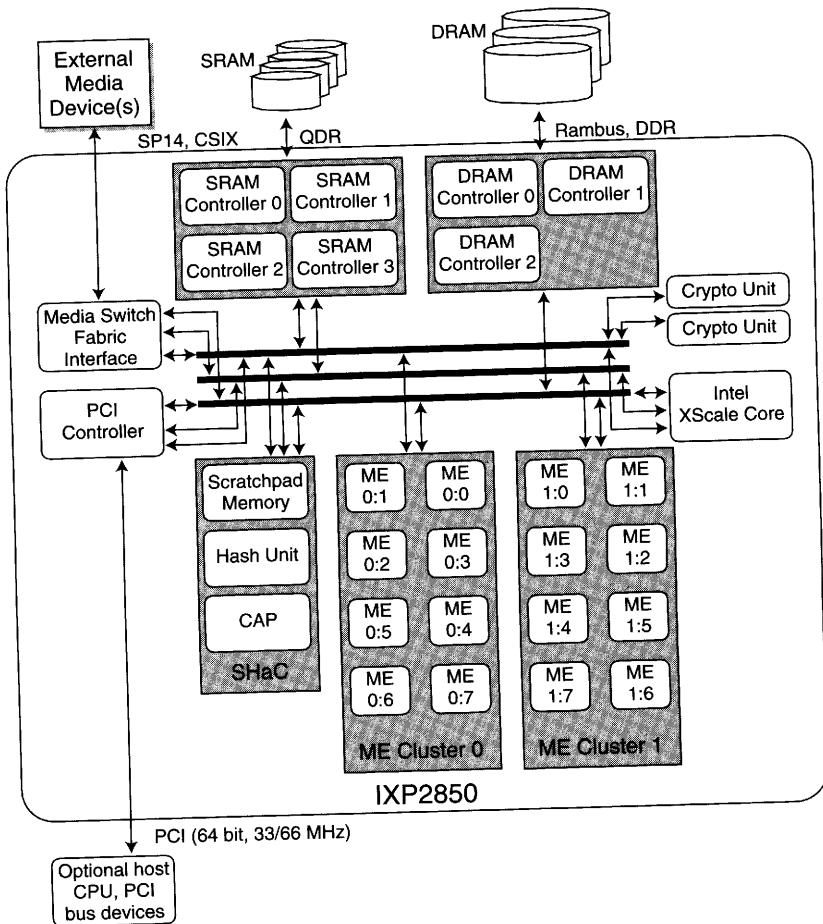 External
Media
Device(s)
SRAM
DRAM
SP14, CSIX
QDR
Rambus, DDR
SRAM
Controller 0
SRAM
Controller 1
SRAM
Controller 2
SRAM
Controller 3
DRAM
Controller 0
DRAM
Controller 1
DRAM
Controller 2
Media Switch
Fabric
Interface
Crypto Unit
Crypto Unit
PCI
Controller
Intel
XScale Core
Scratchpad
Memory
Hash Unit
CAP
SHaC
ME
0:1
ME
0:0
ME
0:2
ME
0:3
ME
0:5
ME
0:4
ME
0:6
ME
0:7
ME Cluster 0
ME
1:0
ME
1:1
ME
1:3
ME
1:2
ME
1:4
ME
1:5
ME
1:7
ME
1:6
ME Cluster 1
IXP2850
PCI (64 bit, 33/66 MHz)
Optional host
CPU, PCI
bus devices